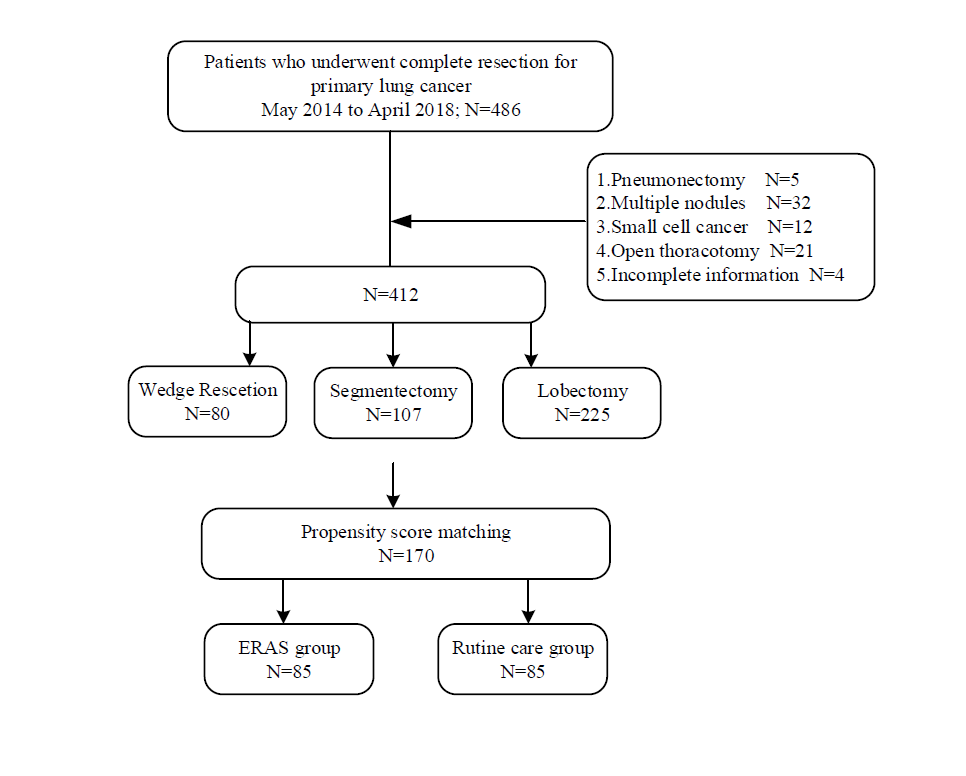 Patients who underwent complete resection for
primary lung cancer
May 2014 to April 2018; N=486
1.Pneumonectomy N=5
2.Multiple nodules N=32
3.Small cell cancer N=12
4.Open thoracotomy N=21
5.Incomplete information N=4
N=412
Wedge Rescetion
N=80
Segmentectomy
N=107
Lobectomy
N=225
Propensity score matching
N=170
ERAS group
N=85
Rutine care group
N=85